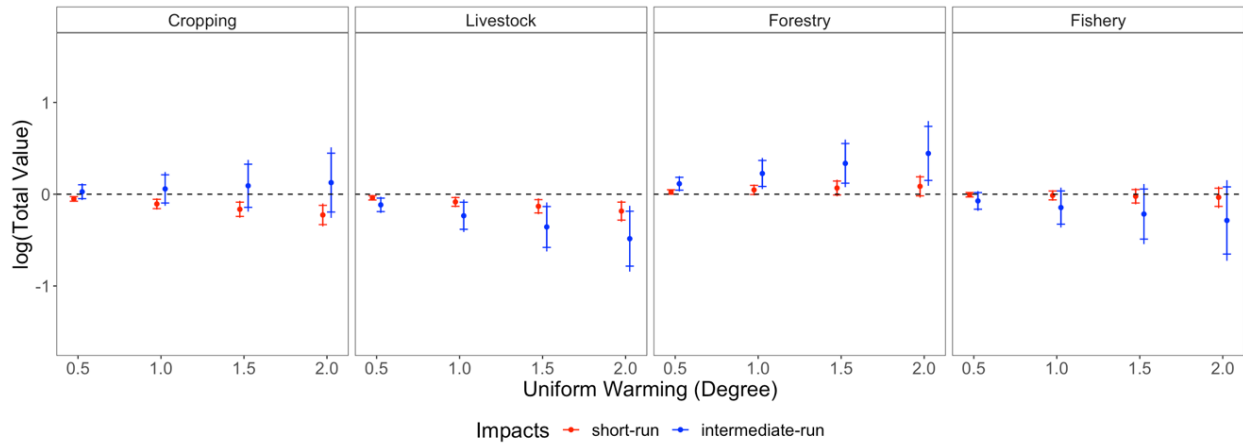 Cropping Livestock Forestry Fishery
log(Total Value)
1
0
-1
0.5 1.0 1.5 2.0 0.5 1.0 1.5 2.0 0.5 1.0 1.5 2.0 0.5 1.0 1.5 2.0
Uniform Warming (Degree)
Impacts short-run intermediate-run